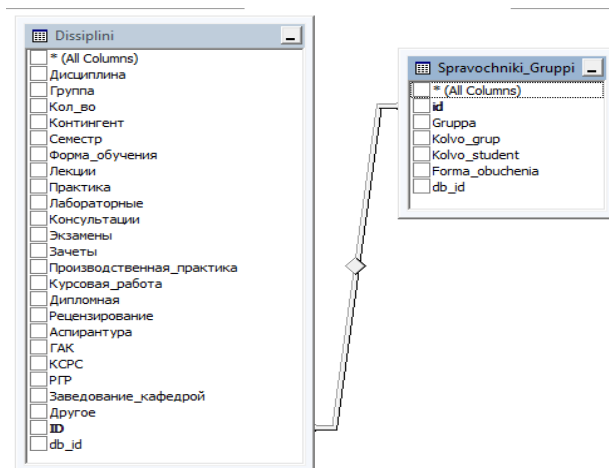 Dissiplini
* (All Columns)
Дисциплина
Группа
Кол_во
Контингент
Семестр
Форма_обучения
Лекции
Практика
Лабораторные
Консультации
Экзамены
Зачеты
Производственная_практика
Курсовая_работа
Дипломная
Рецензирование
Аспирантура
ГАК
КСРС
РГР
Заведование_кафедрой
Другое
ID
db_id
Spravochniki_Gruppi
* (All Columns)
id
Gruppa
Kolvo_grup
Kolvo_student
Forma_obuchenia
db_id